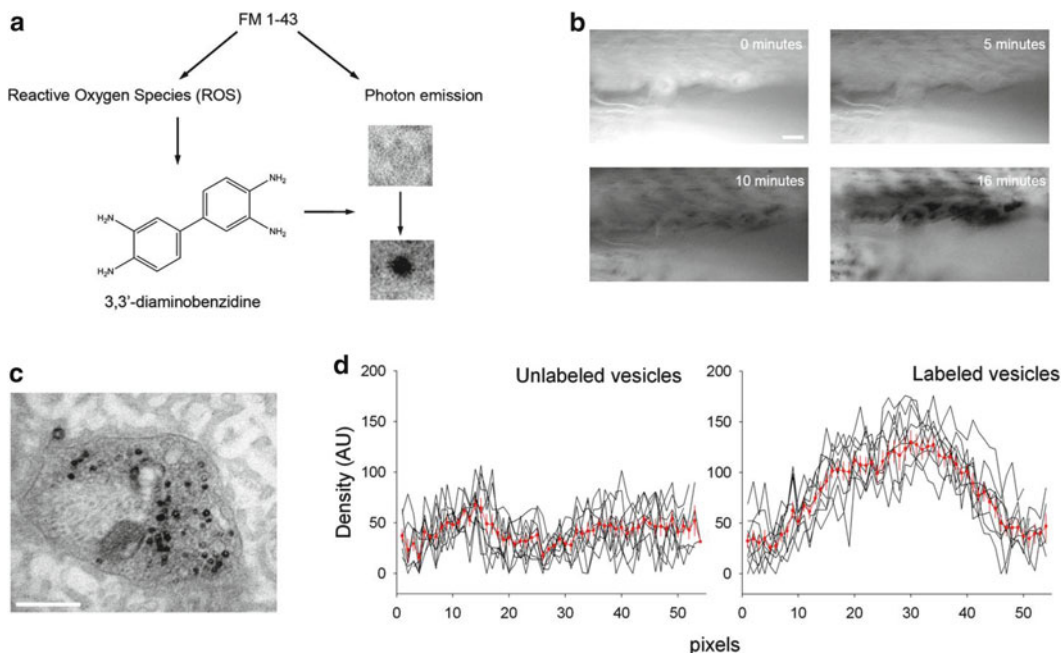 a
FM 1-43
Reactive Oxygen Species (ROS)
Photon emission
NH₂
H₂N
NH₂
H₂N
3,3'-diaminobenzidine
b
0 minutes
5 minutes
10 minutes
16 minutes
c
d
Unlabeled vesicles
Labeled vesicles
Density (AU)
200
150
100
50
0
0 10 20 30 40 50
200
150
100
50
0
0 10 20 30 40 50
pixels